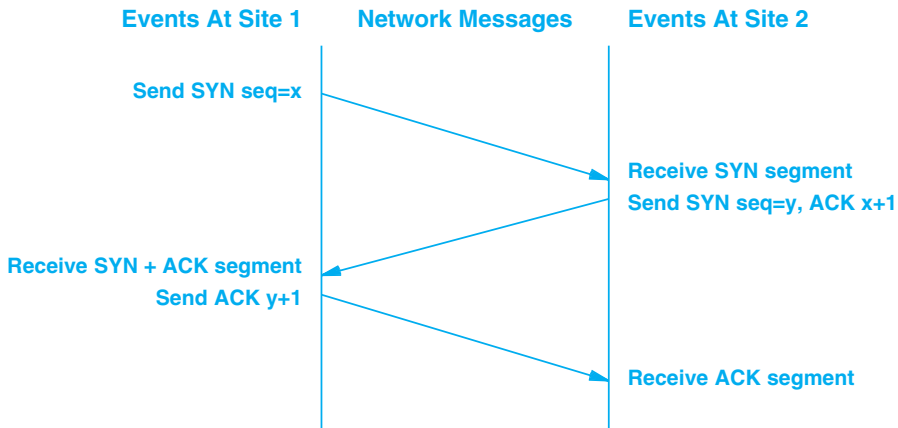 Events At Site 1
Network Messages
Events At Site 2
Send SYN seq=x
Receive SYN segment
Send SYN seq=y, ACK x+1
Receive SYN + ACK segment
Send ACK y+1
Receive ACK segment